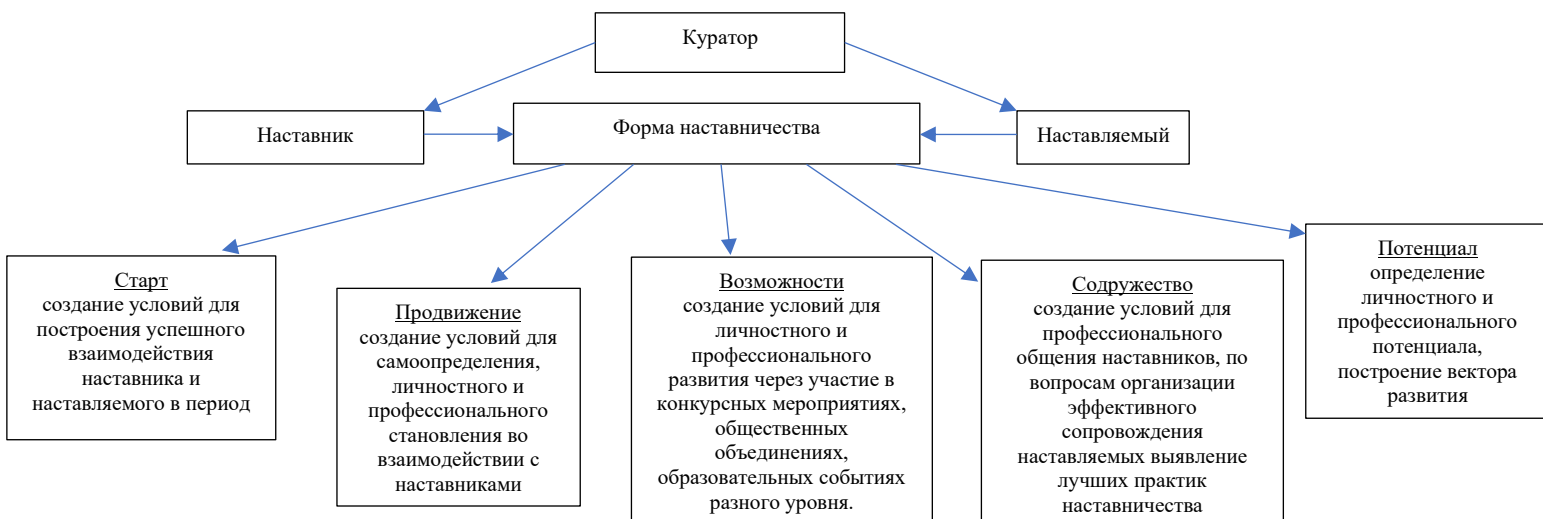 Куратор
Наставник
Форма наставничества
Наставляемый
Старт
создание условий для
построения успешного
взаимодействия
наставника и
наставляемого в период
Продвижение
создание условий для
самоопределения,
личностного и
профессионального
становления во
взаимодействии с
наставниками
Возможности
создание условий для
личностного и
профессионального
развития через участие в
конкурсных мероприятиях,
общественных
объединениях,
образовательных событиях
разного уровня.
Содружество
создание условий для
профессионального
общения наставников, по
вопросам организации
эффективного
сопровождения
наставляемых выявление
лучших практик
наставничества
Потенциал
определение
личностного и
профессионального
потенциала,
построение вектора
развития